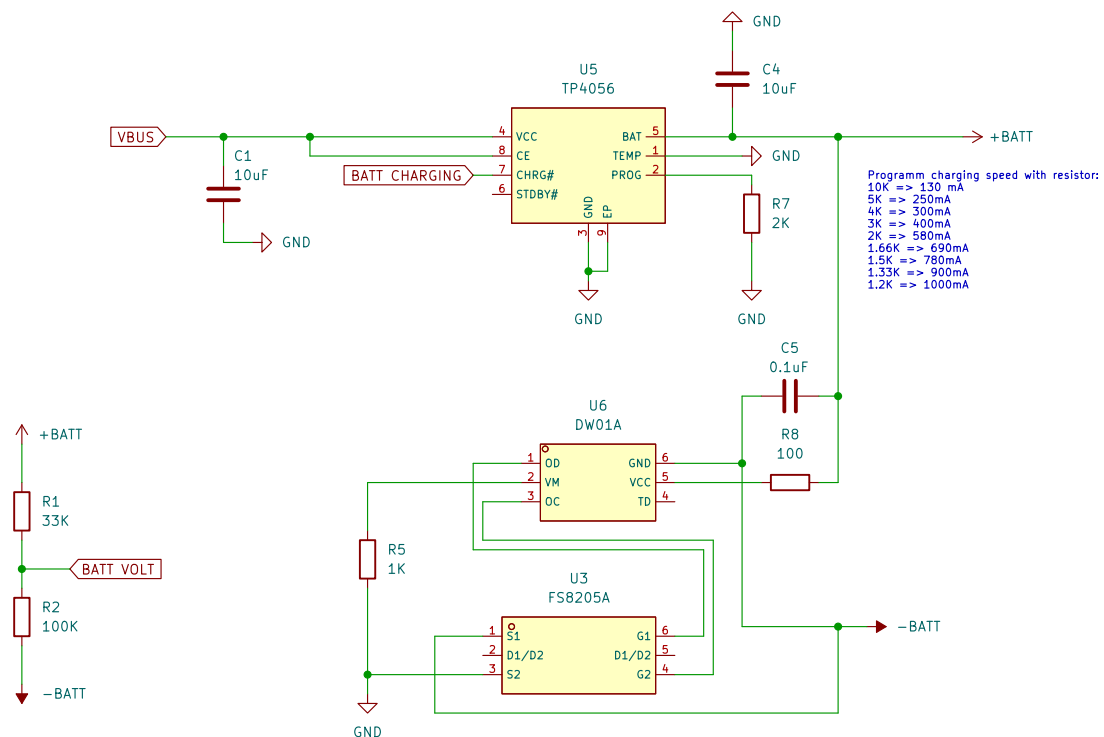 GND
C4
10uF
U5
TP4056
VBUS
4 VCC
BAT 5
+BATT
8 CE
TEMP 1
GND
C1
10uF
BATT CHARGING
7 CHRG#
PROG 2
6 STDBY#
GND
EP
3
9
R7
2K
GND
GND
GND
Programm charging speed with resistor:
10K => 130 mA
5K => 250mA
4K => 300mA
3K => 400mA
2K => 580mA
1.66K => 690mA
1.5K => 780mA
1.33K => 900mA
1.2K => 1000mA
C5
0.1uF
U6
DW01A
R8
100
1 OD
GND 6
2 VM
VCC 5
3 OC
TD 4
+BATT
R1
33K
BATT VOLT
R2
100K
-BATT
R5
1K
U3
FS8205A
1 S1
G1 6
2 D1/D2
D1/D2 5
3 S2
G2 4
-BATT
GND